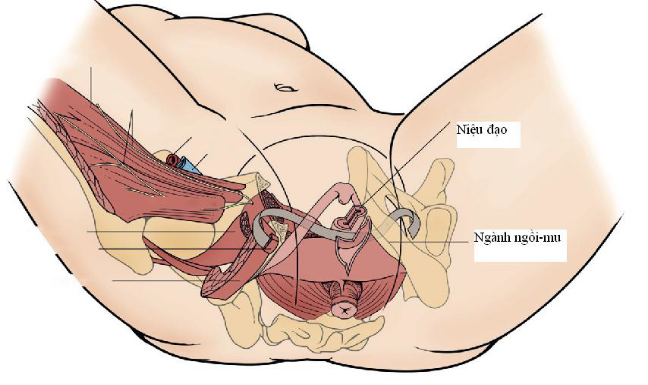 Niệu đạo
Ngành ngồi-mu